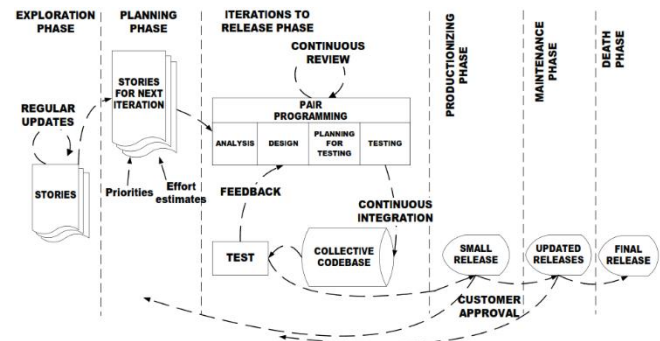 EXPLORATION
PHASE
PLANNING
PHASE
ITERATIONS TO
RELEASE PHASE
PRODUCTIONIZING
PHASE
MAINTENANCE
PHASE
DEATH
PHASE
REGULAR
UPDATES
STORIES
STORIES
FOR NEXT
ITERATION
Priorities
Effort
estimates
CONTINUOUS
REVIEW
PAIR
PROGRAMMING
ANALYSIS
DESIGN
PLANNING
FOR
TESTING
TESTING
FEEDBACK
CONTINUOUS
INTEGRATION
TEST
COLLECTIVE
CODEBASE
SMALL
RELEASE
UPDATED
RELEASES
FINAL
RELEASE
CUSTOMER
APPROVAL